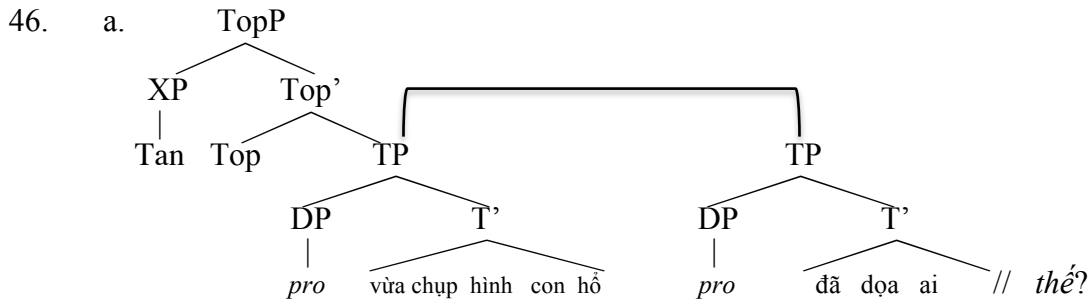 46. a. TopP
XP Top’
Tan Top TP TP
DP T’ DP T’
pro vừa chụp hình con hổ pro đã dọa ai // thế?